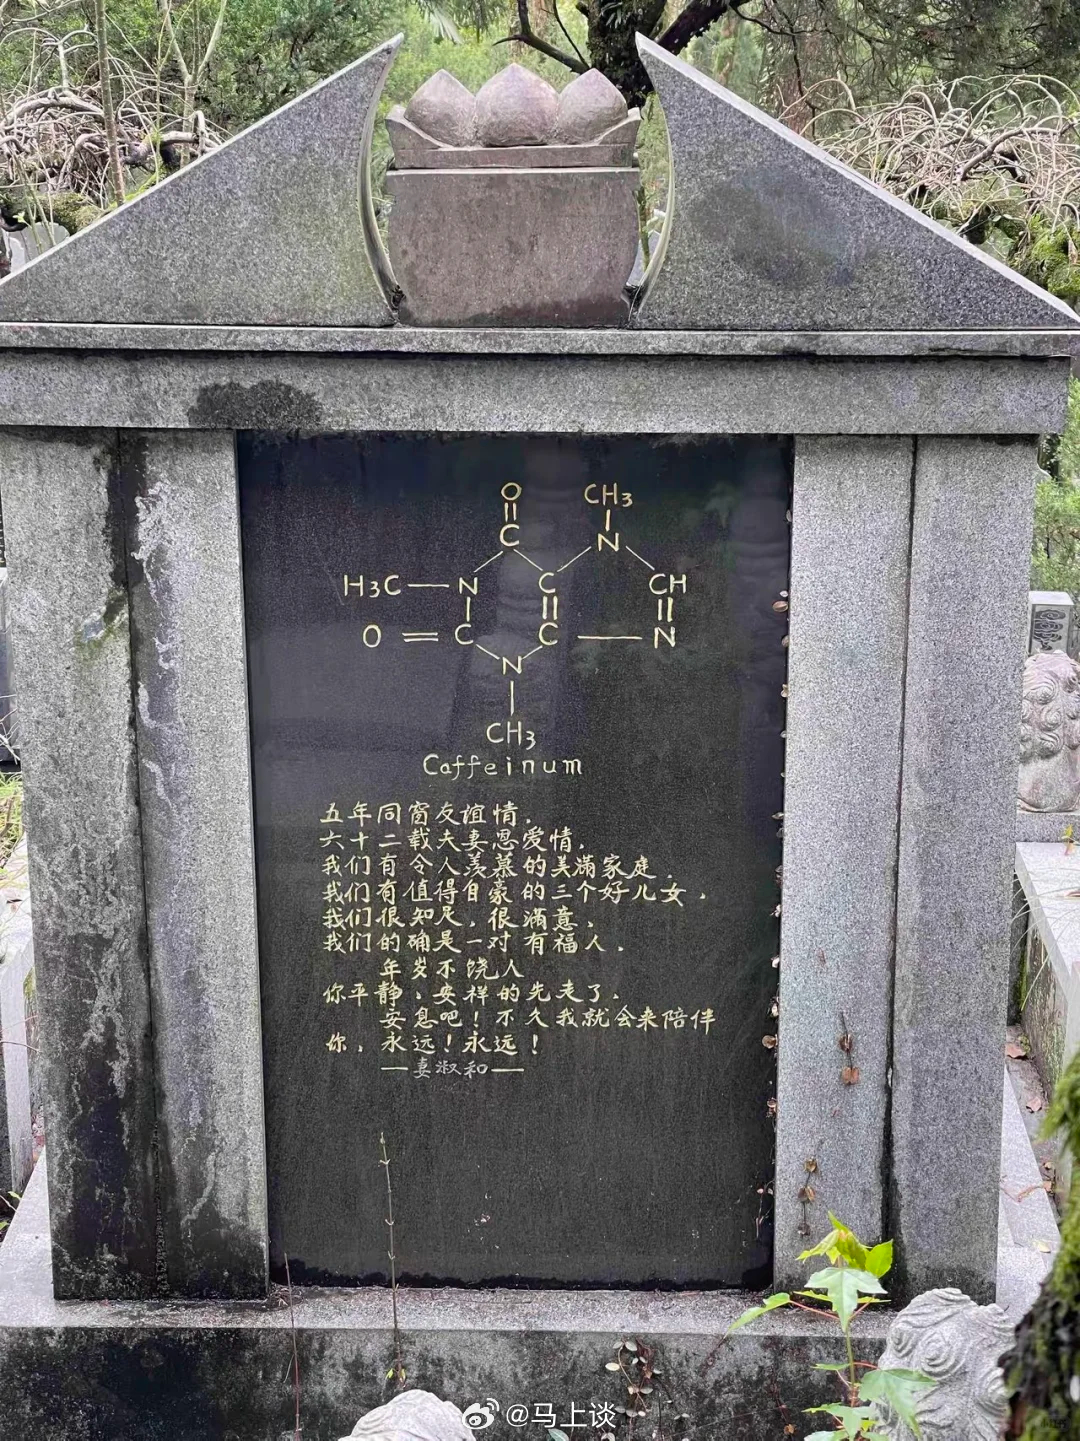 O
CH3
C
N
H3C
N
C
CH
O
C
C
N
N
CH3
Caffeinum
五年同窗友谊情.
六十二载夫妻恩爱情.
我们有令人羡慕的美满家庭.
我们有值得自豪的三个好儿女.
我们很知足,很满意.
我们的确是一对有福人.
年岁不饶人
你平静、安祥的先走了.
安息吧!不久我就会来陪伴
你,永远!永远!
—妻淑和—
@马上谈